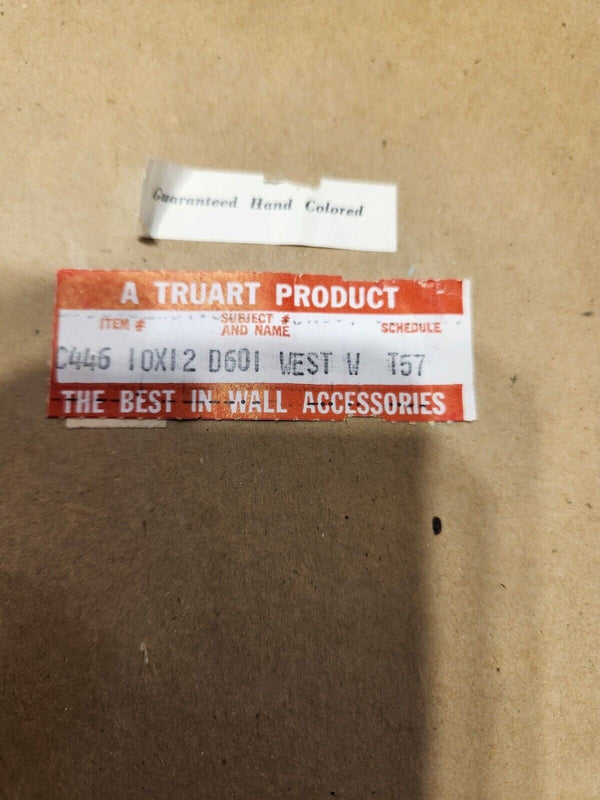 Guaranteed Hand Colored
A TRUART PRODUCT
ITEM # SUBJECT # AND NAME SCHEDULE
C446 10X12 D601 WEST W T57
THE BEST IN WALL ACCESSORIES